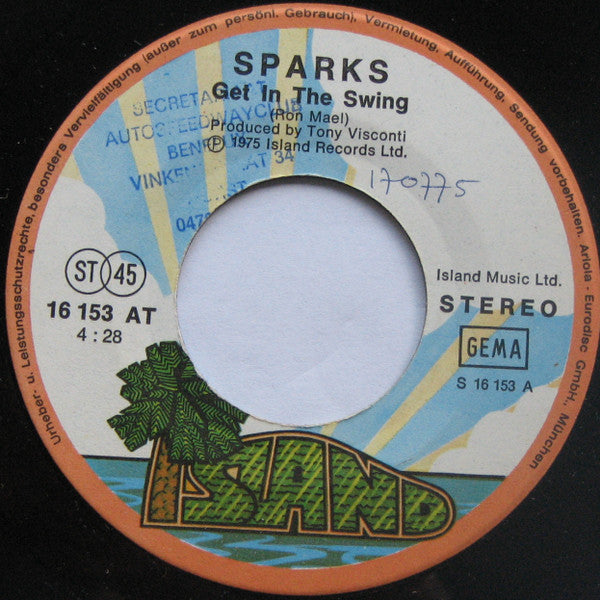 Urheber u. Leistungsschutzrechte, besonders Vervielfältigung (außer zum persönl. Gebrauch), Vermietung, Aufführung, Sendung vorbehalten. Ariola - Eurodisc GmbH., München
SPARKS
Get In The Swing
(Ron Mael)
Produced by Tony Visconti
Ⓟ 1975 Island Records Ltd.
AUTOSPEEDWAYCLUB
34
170775
ST 45
16 153 AT
4 : 28
Island Music Ltd.
STEREO
GEMA
S 16 153 A
ISLAND